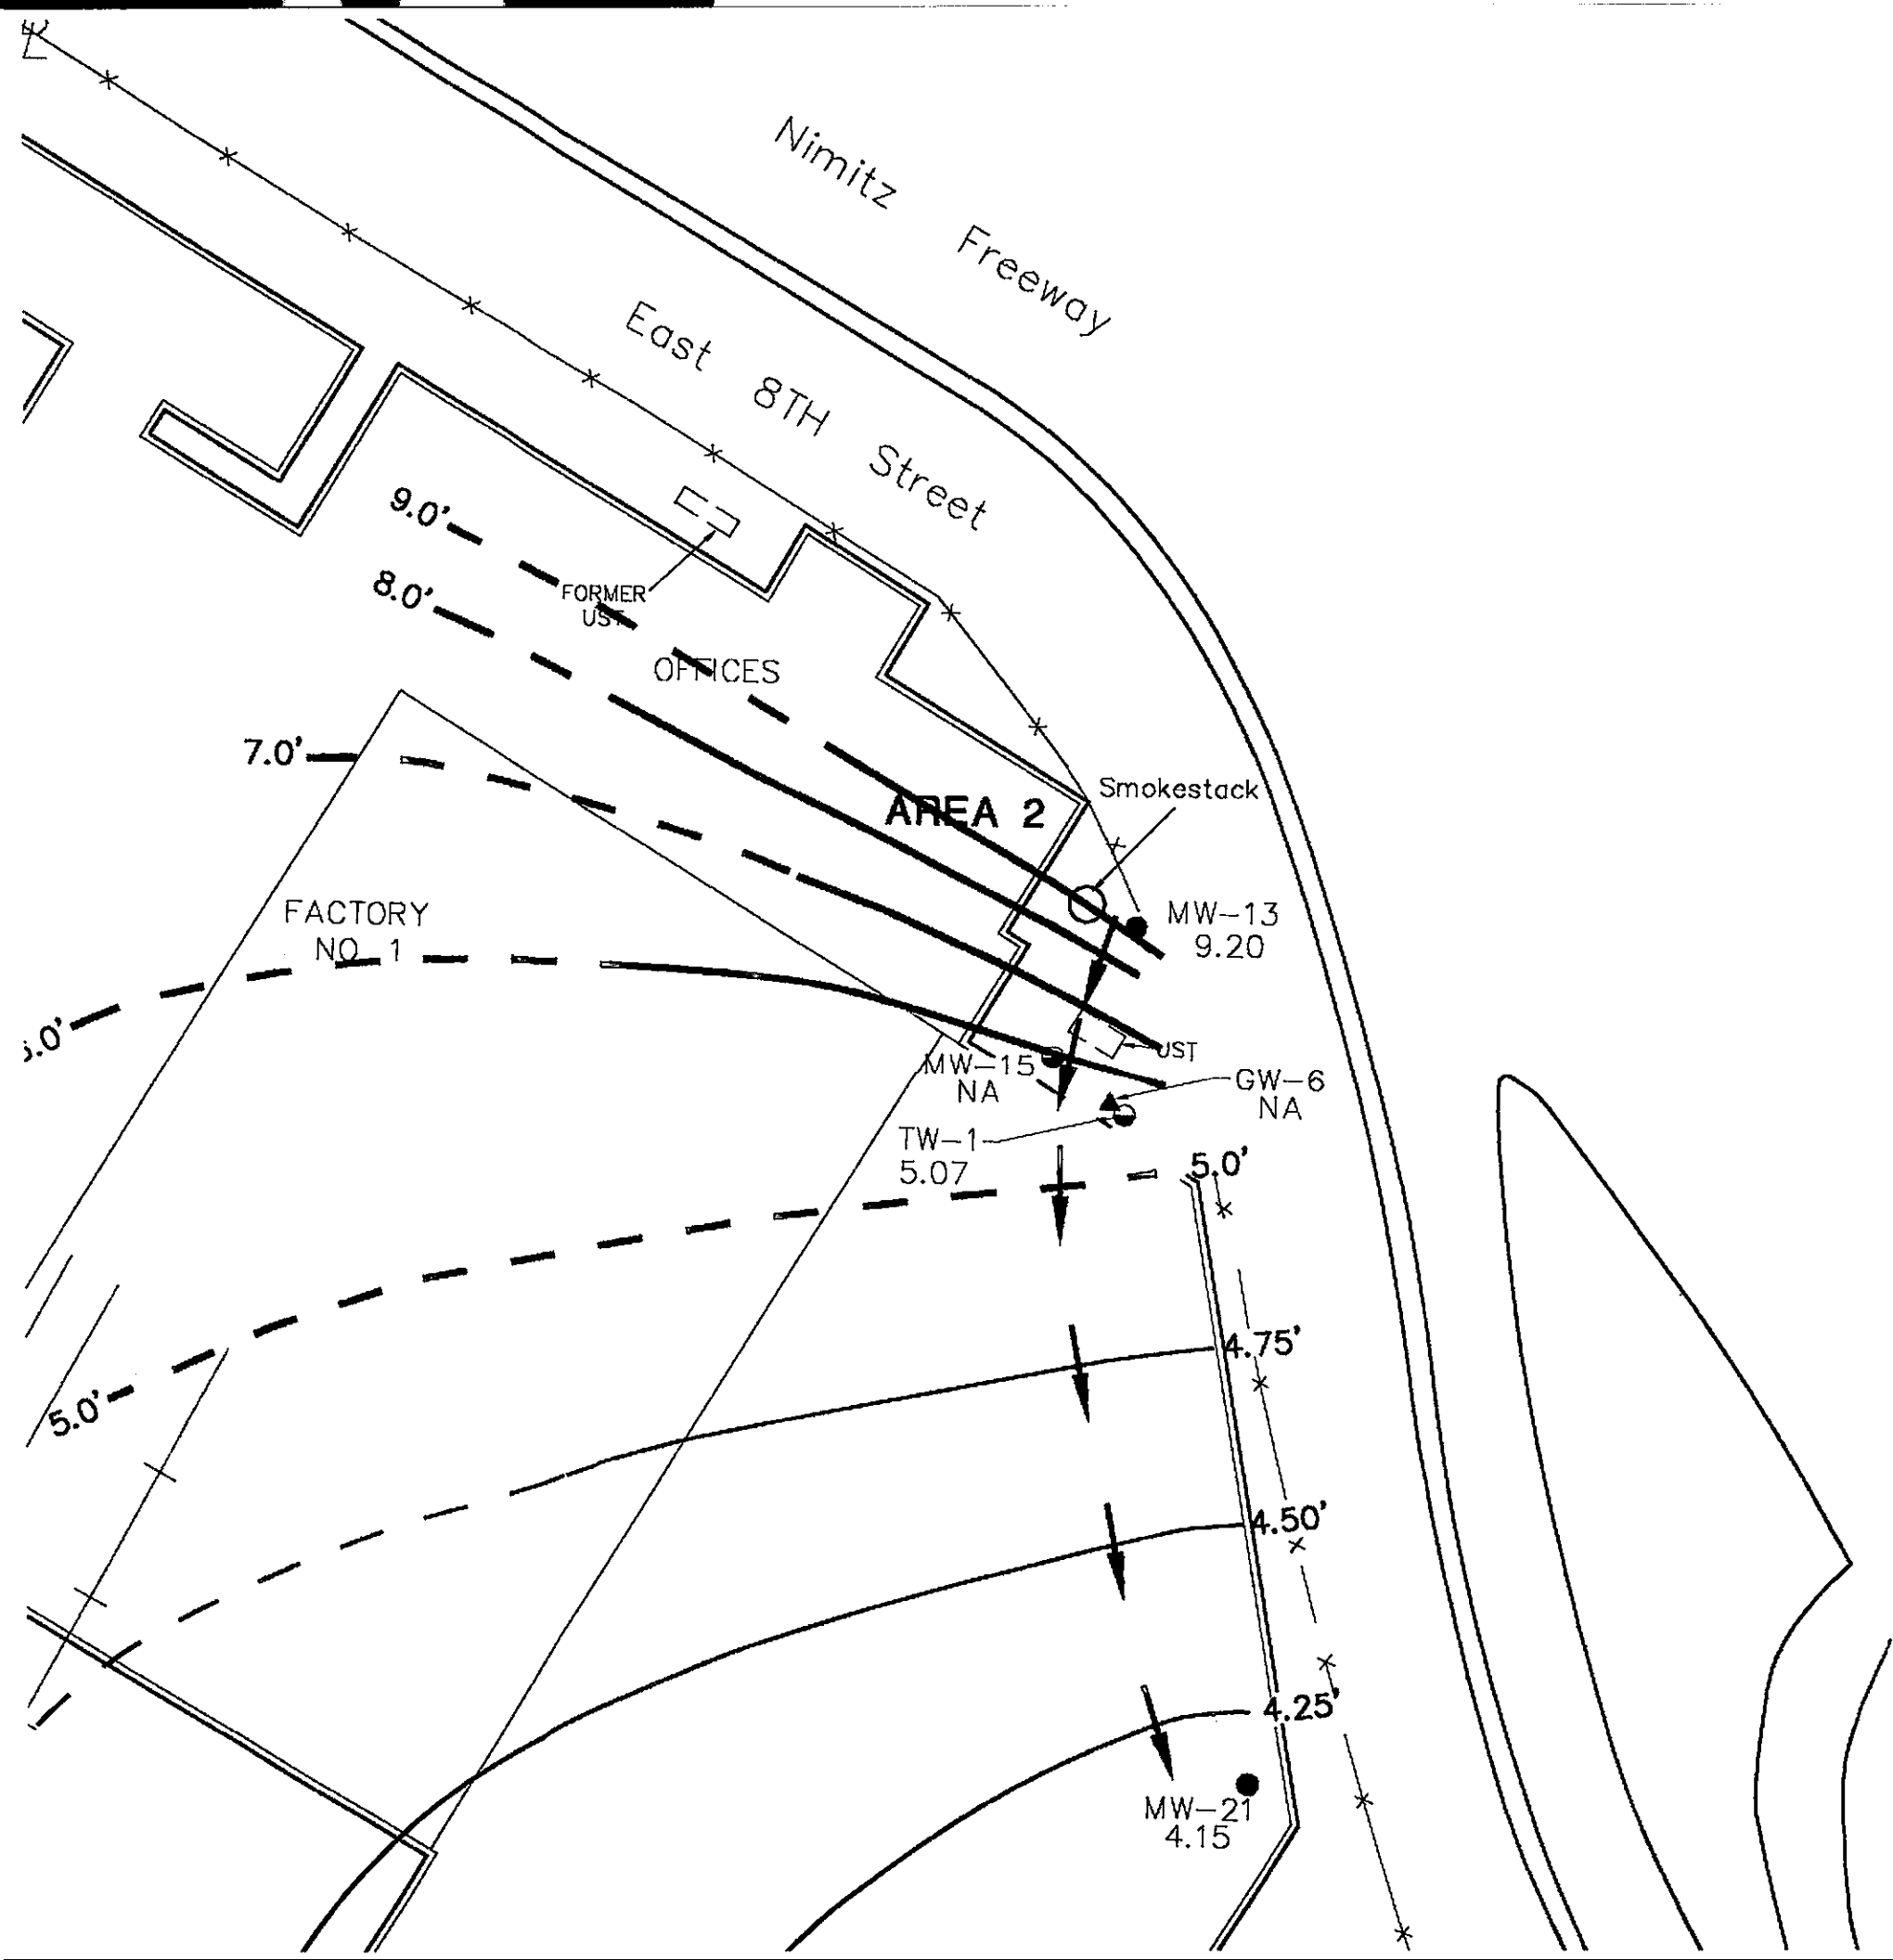 Nimitz Freeway
East 8TH Street
9.0'
8.0'
FORMER
UST
OFFICES
7.0'
AREA 2
Smokestack
FACTORY
NO. 1
MW-13
9.20
.0'
UST
MW-15
NA
GW-6
NA
TW-1
5.07
5.0'
4.75'
5.0'
4.50'
4.25'
MW-21
4.15